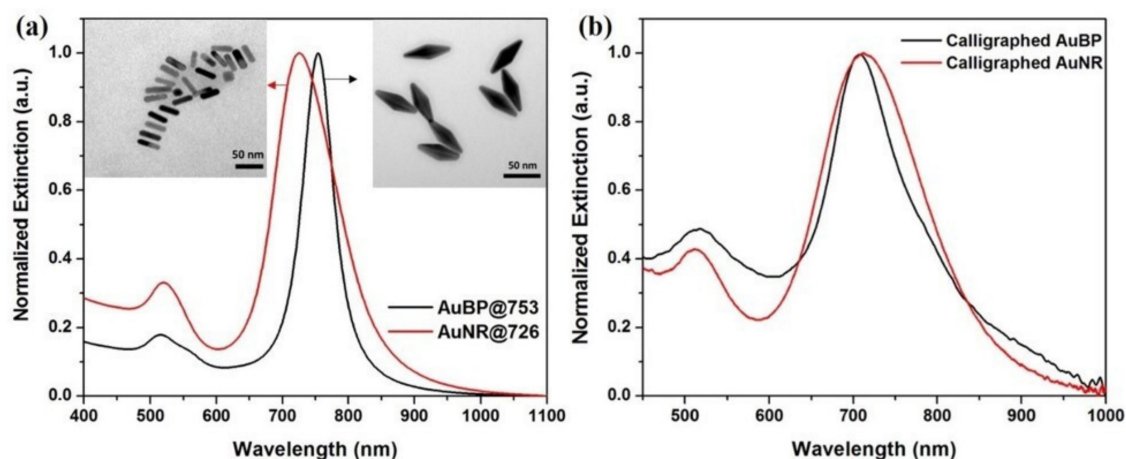 (a)
Normalized Extinction (a.u.)
1.0
0.8
0.6
0.4
0.2
0.0
50 nm
50 nm
AuBP@753
AuNR@726
400 500 600 700 800 900 1000 1100
Wavelength (nm)
(b)
Normalized Extinction (a.u.)
1.0
0.8
0.6
0.4
0.2
0.0
Calligraphed AuBP
Calligraphed AuNR
500 600 700 800 900 1000
Wavelength (nm)